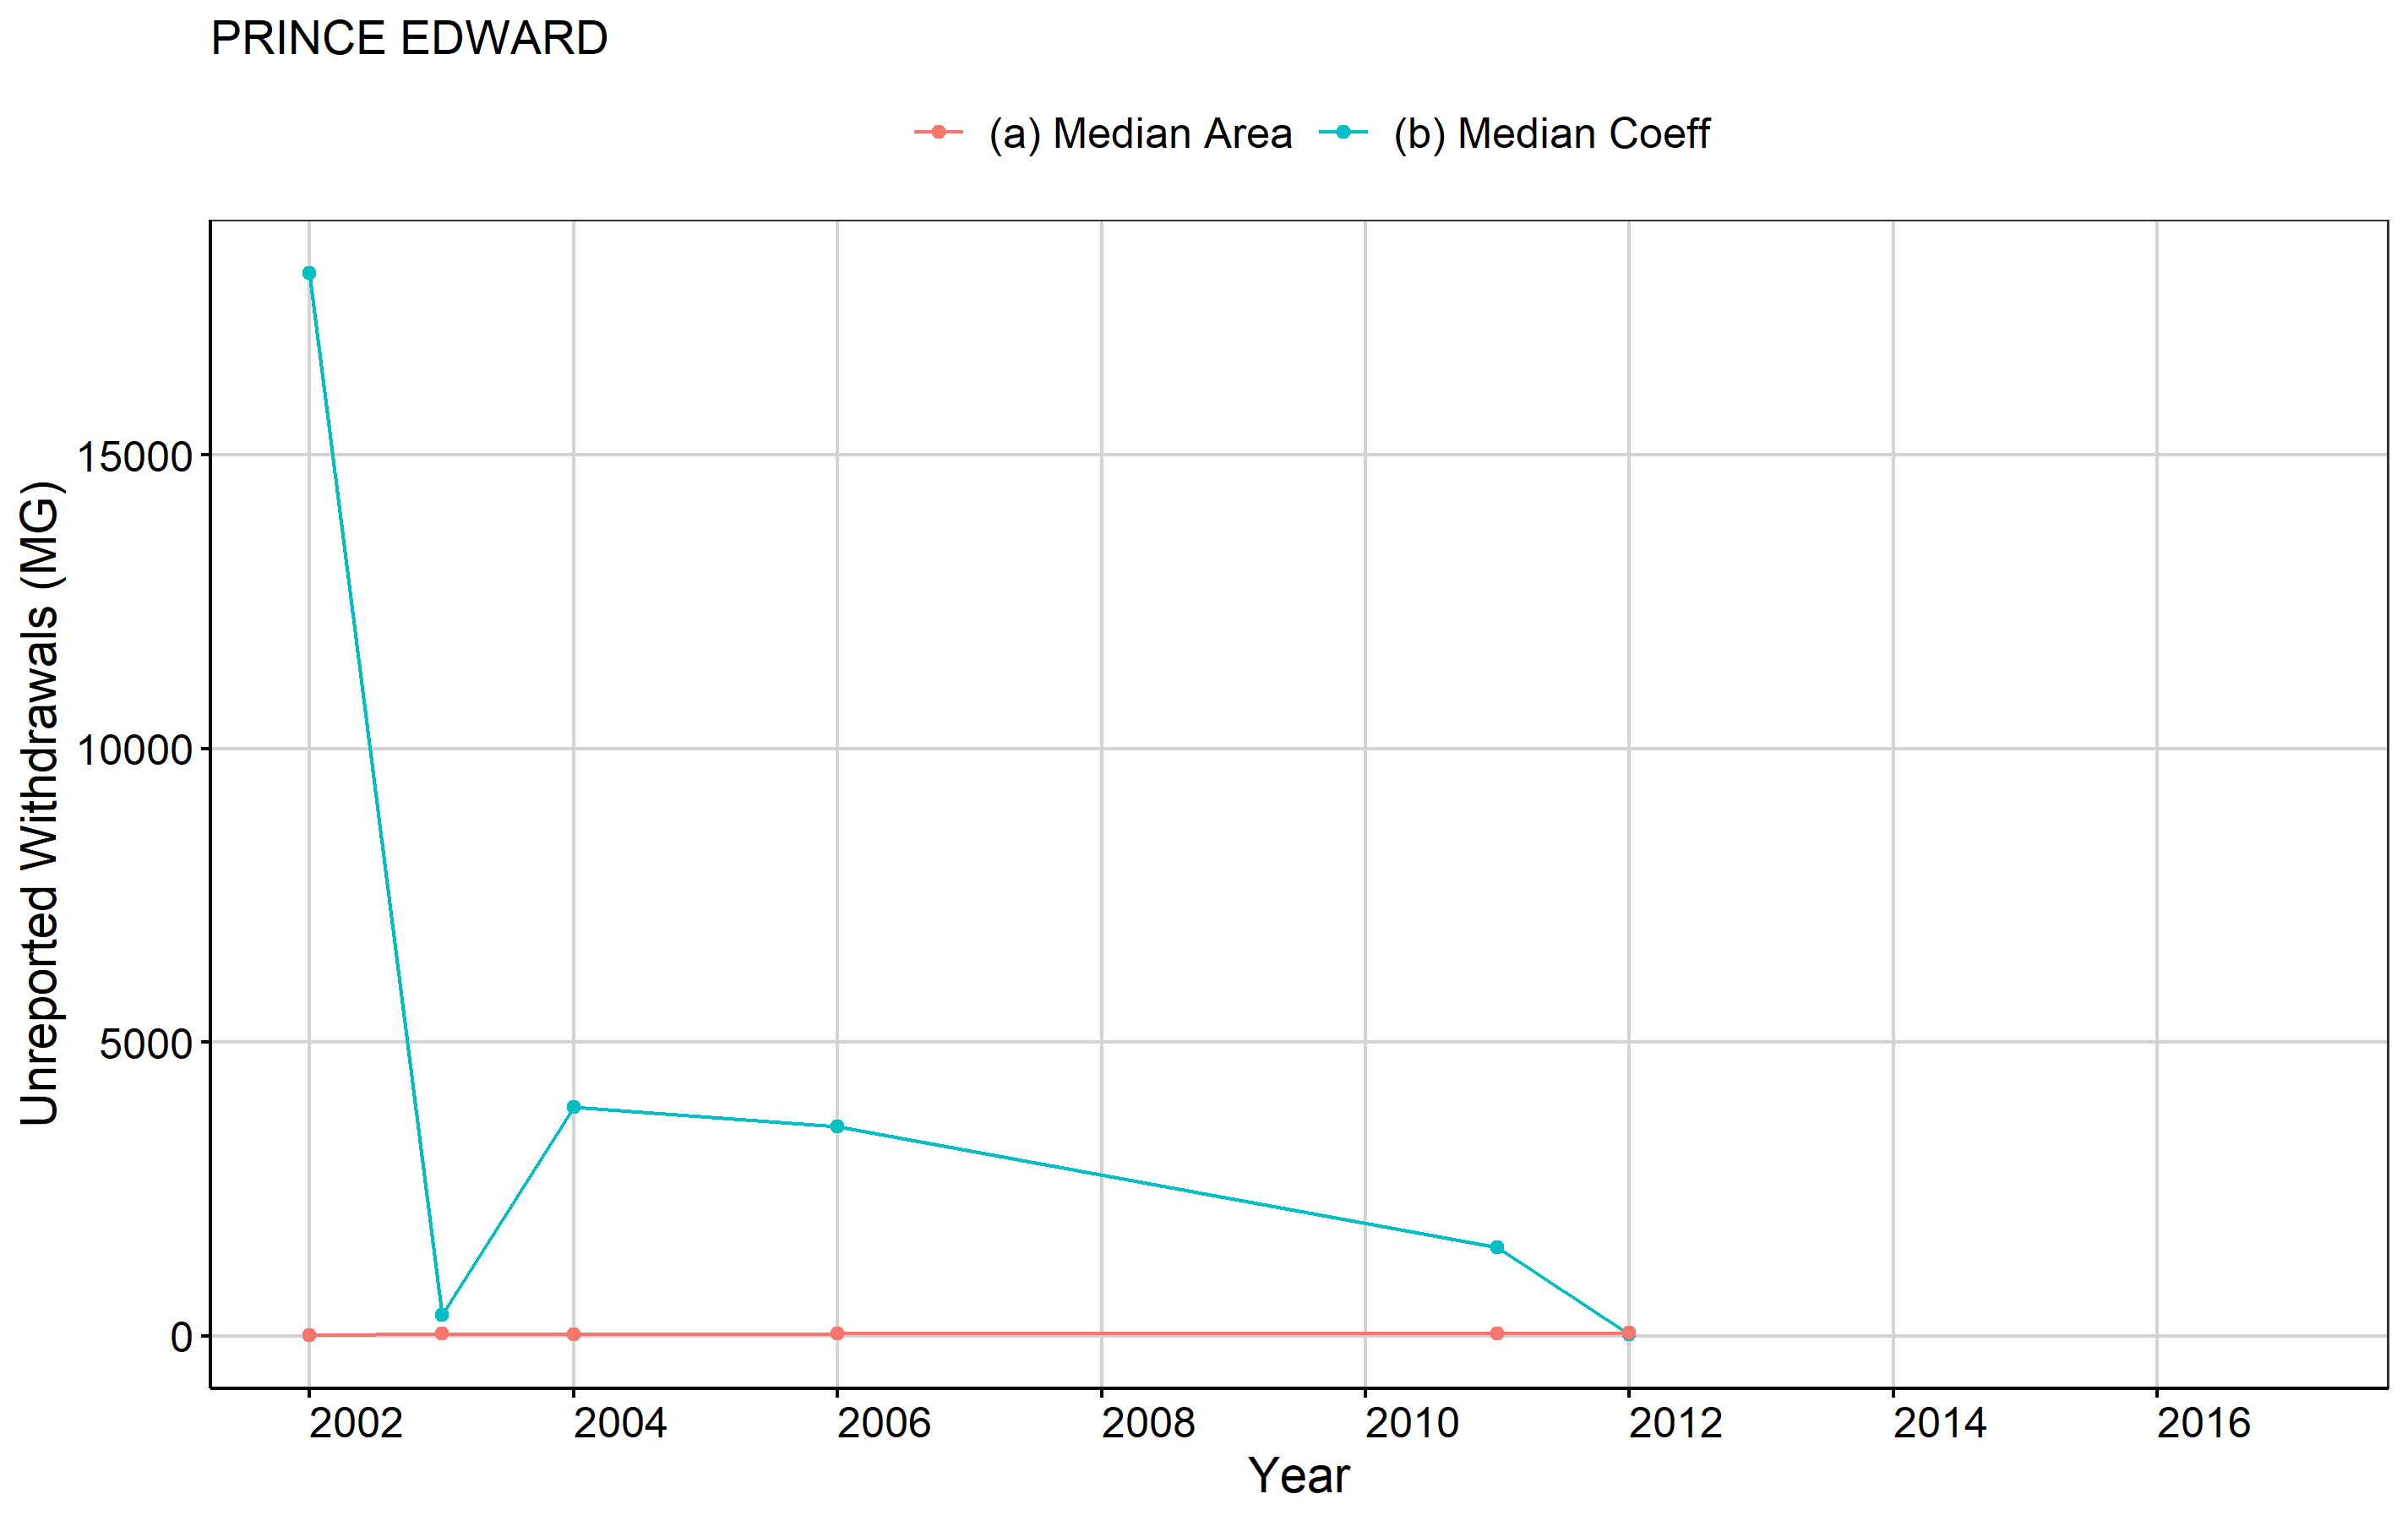 PRINCE EDWARD
(a) Median Area (b) Median Coeff
Unreported Withdrawals (MG)
15000
10000
5000
0
2002 2004 2006 2008 2010 2012 2014 2016
Year